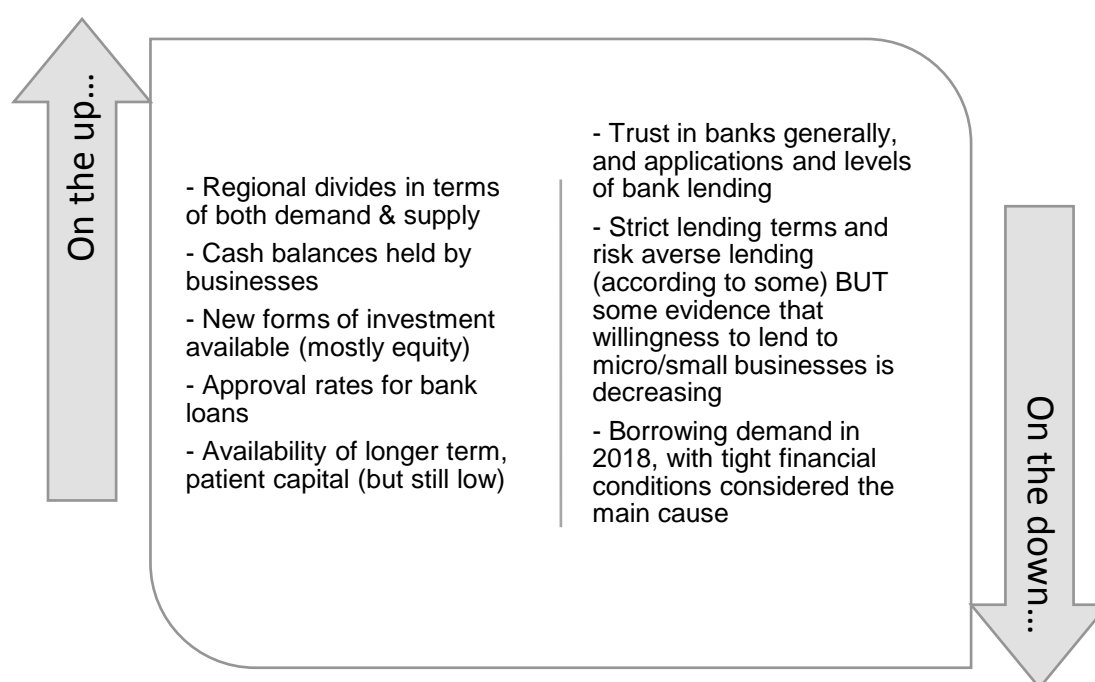 On the up...
- Regional divides in terms
of both demand & supply
- Cash balances held by
businesses
- New forms of investment
available (mostly equity)
- Approval rates for bank
loans
- Availability of longer term,
patient capital (but still low)
- Trust in banks generally,
and applications and levels
of bank lending
- Strict lending terms and
risk averse lending
(according to some) BUT
some evidence that
willingness to lend to
micro/small businesses is
decreasing
- Borrowing demand in
2018, with tight financial
conditions considered the
main cause
On the down...